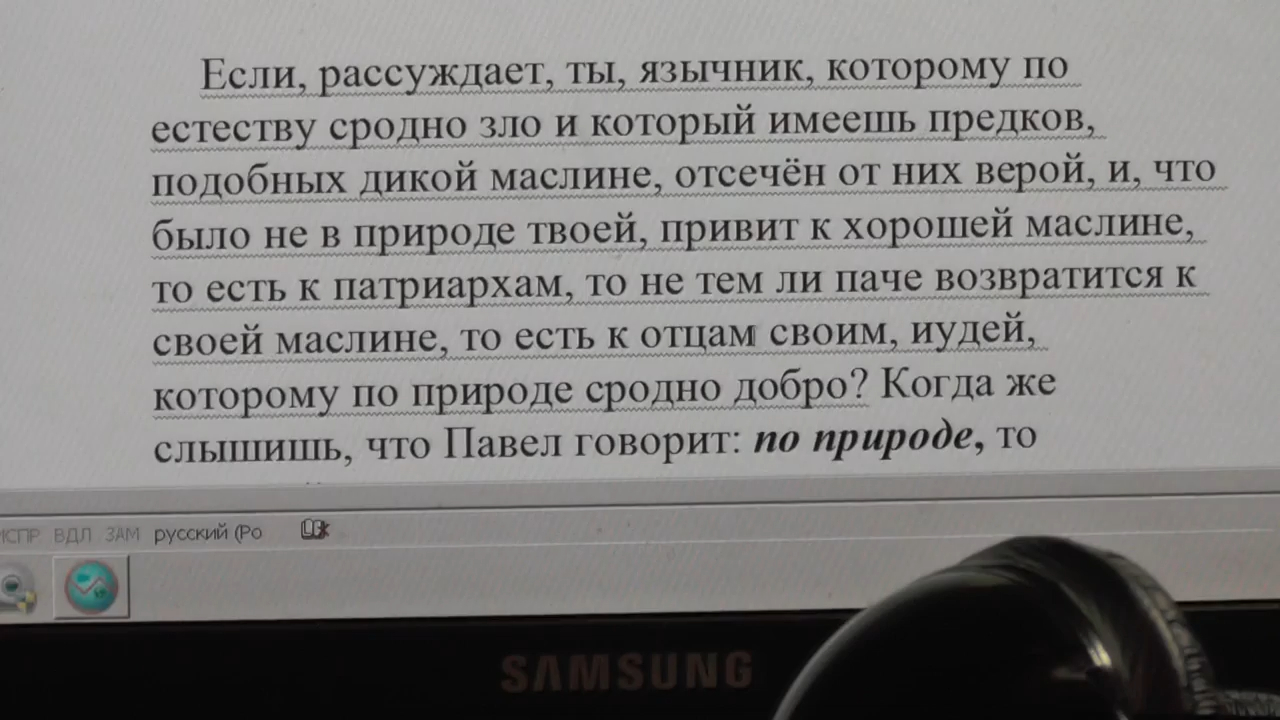 Если, рассуждает, ты, язычник, которому по
естеству сродно зло и который имеешь предков,
подобных дикой маслине, отсечён от них верой, и, что
было не в природе твоей, привит к хорошей маслине,
то есть к патриархам, то не тем ли паче возвратится к
своей маслине, то есть к отцам своим, иудей,
которому по природе сродно добро? Когда же
слышишь, что Павел говорит: по природе, то
ИСПР ВДЛ ЗАМ русский (Ро
SAMSUNG